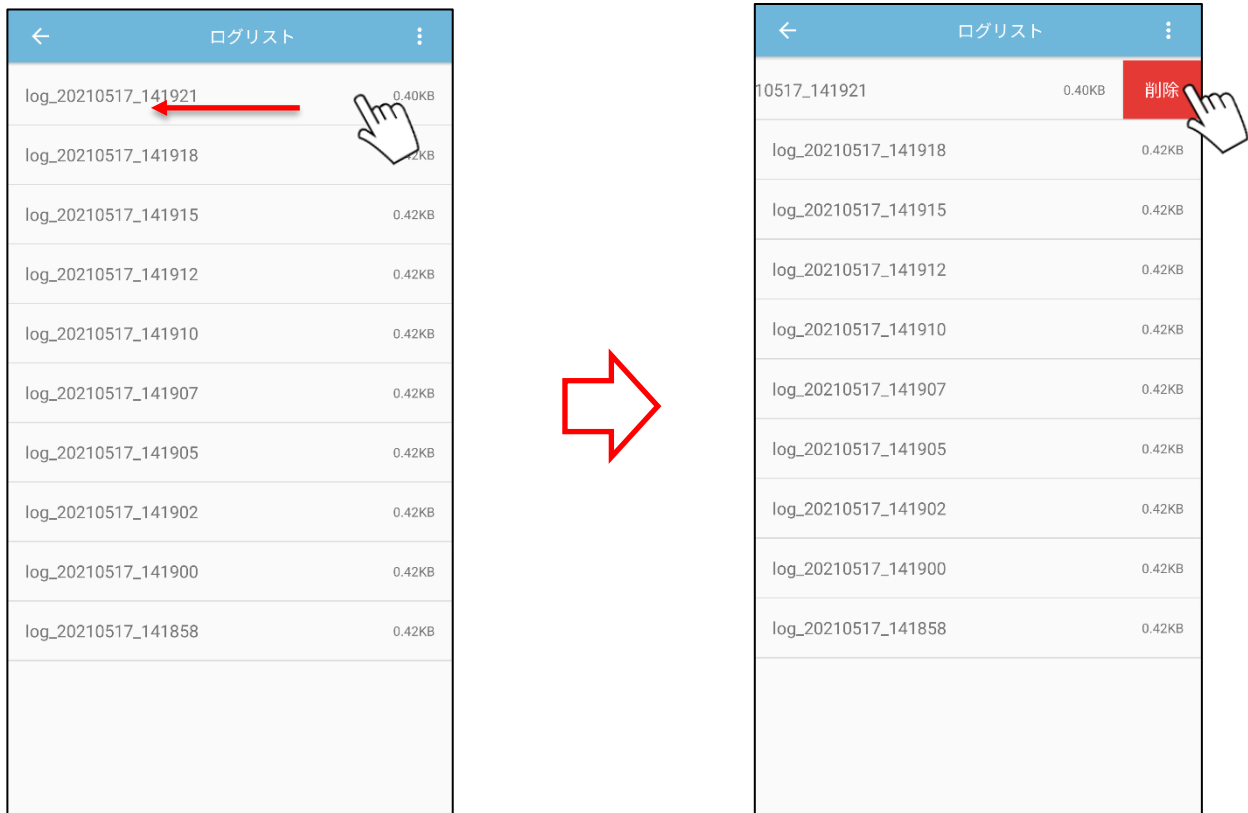 ログリスト
log_20210517_141921 0.40KB
log_20210517_141918 2KB
log_20210517_141915 0.42KB
log_20210517_141912 0.42KB
log_20210517_141910 0.42KB
log_20210517_141907 0.42KB
log_20210517_141905 0.42KB
log_20210517_141902 0.42KB
log_20210517_141900 0.42KB
log_20210517_141858 0.42KB
ログリスト
10517_141921 0.40KB 削除
log_20210517_141918 0.42KB
log_20210517_141915 0.42KB
log_20210517_141912 0.42KB
log_20210517_141910 0.42KB
log_20210517_141907 0.42KB
log_20210517_141905 0.42KB
log_20210517_141902 0.42KB
log_20210517_141900 0.42KB
log_20210517_141858 0.42KB